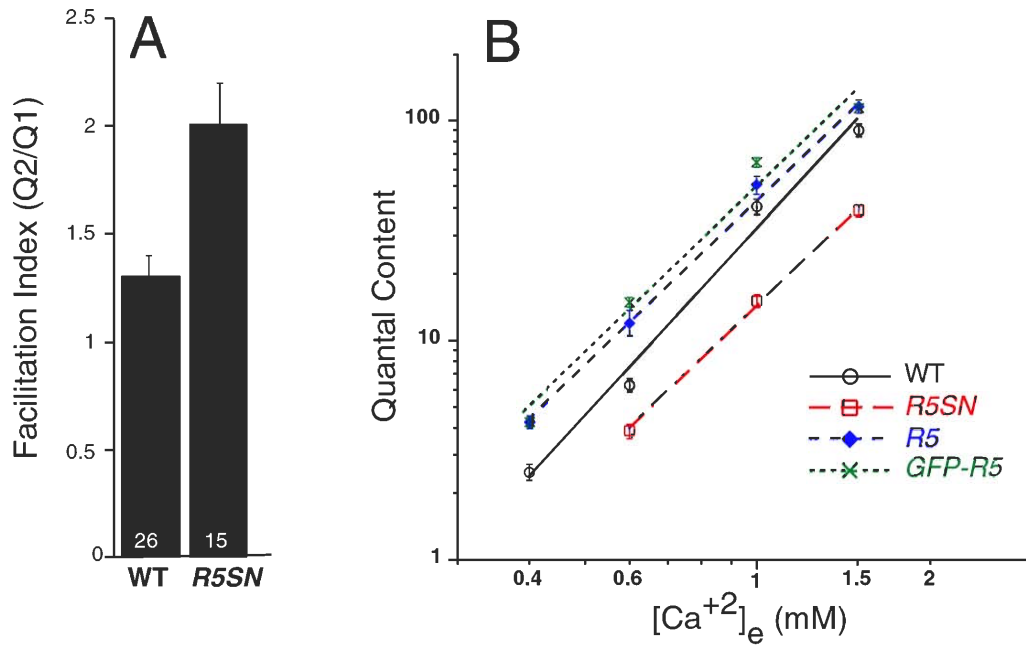 A
Facilitation Index (Q2/Q1)
2.5
2
1.5
1
0.5
0
26
15
WT
R5SN
B
Quantal Content
100
10
1
0.4
0.6
1
1.5
2
[Ca+2]e (mM)
WT
R5SN
R5
GFP-R5